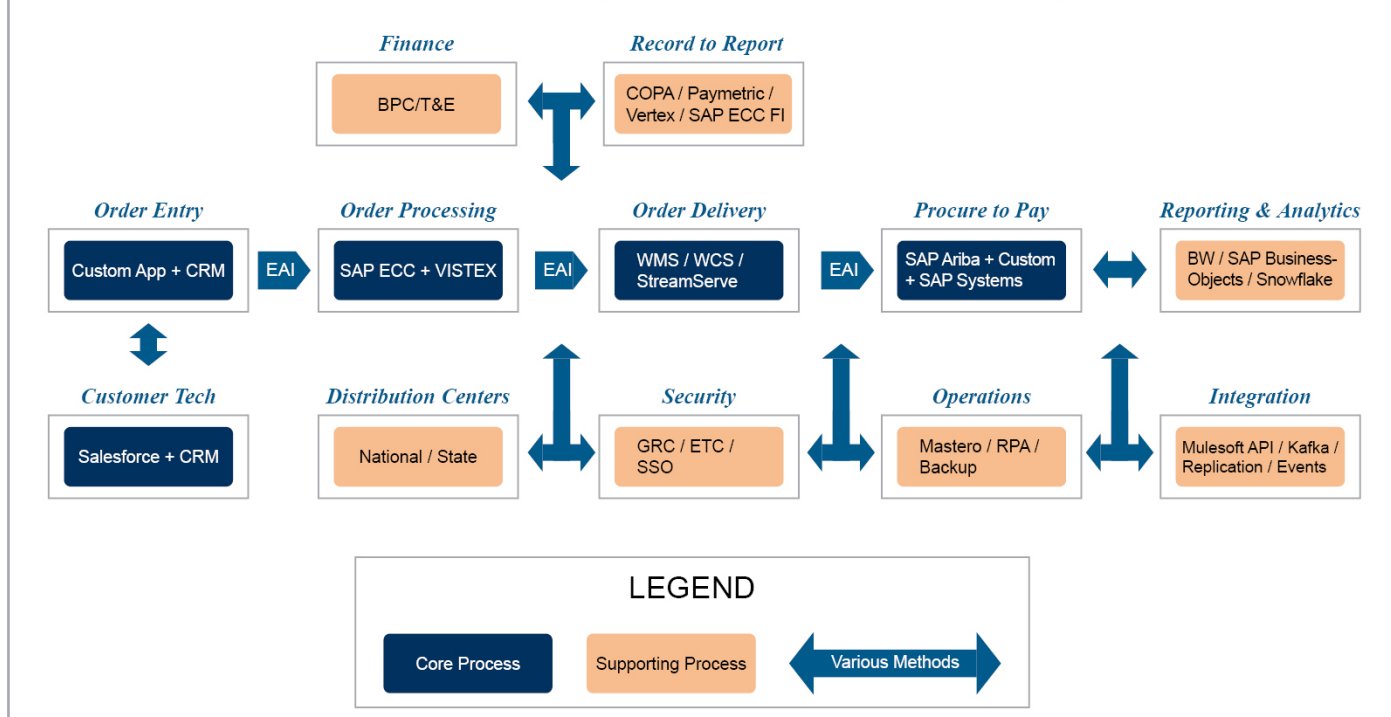 Finance
Record to Report
BPC/T&E
COPA / Paymetric /
Vertex / SAP ECC FI
Order Entry
Order Processing
Order Delivery
Procure to Pay
Reporting & Analytics
Custom App + CRM
EAI
SAP ECC + VISTEX
EAI
WMS / WCS /
StreamServe
EAI
SAP Ariba + Custom
+ SAP Systems
BW / SAP Business-
Objects / Snowflake
Customer Tech
Distribution Centers
Security
Operations
Integration
Salesforce + CRM
National / State
GRC / ETC /
SSO
Mastero / RPA /
Backup
Mulesoft API / Kafka /
Replication / Events
LEGEND
Core Process
Supporting Process
Various Methods